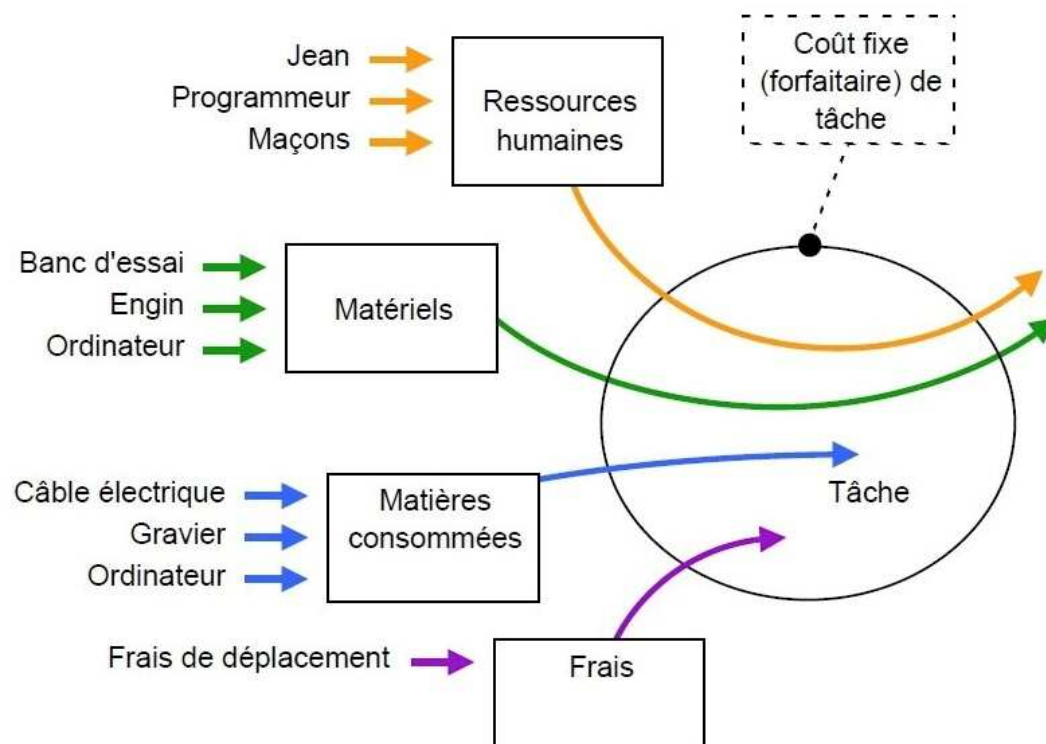 Jean
Programmeur
Maçons
Ressources
humaines
Coût fixe
(forfaitaire) de
tâche
Banc d'essai
Engin
Ordinateur
Matériels
Câble électrique
Gravier
Ordinateur
Matières
consommées
Tâche
Frais de déplacement
Frais